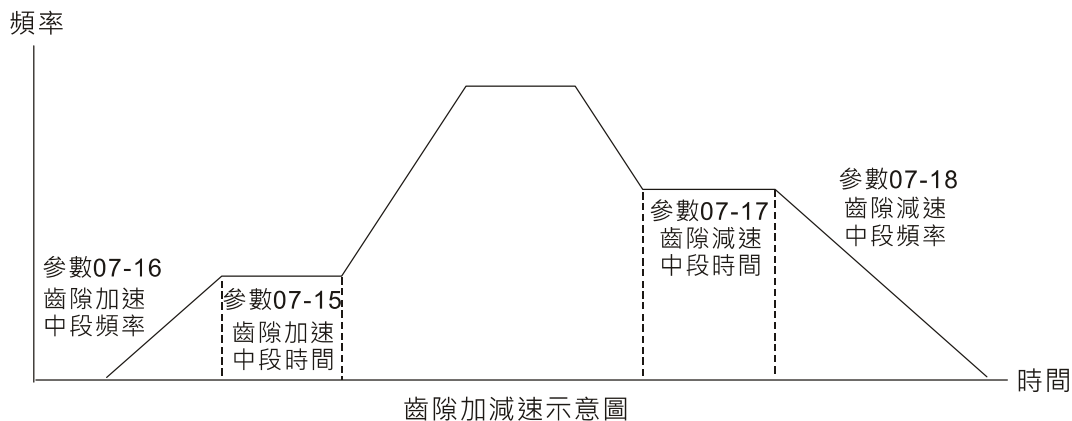 頻率
參數07-16
齒隙加速
中段頻率
參數07-15
齒隙加速
中段時間
參數07-17
齒隙減速
中段時間
參數07-18
齒隙減速
中段頻率
時間
齒隙加減速示意圖